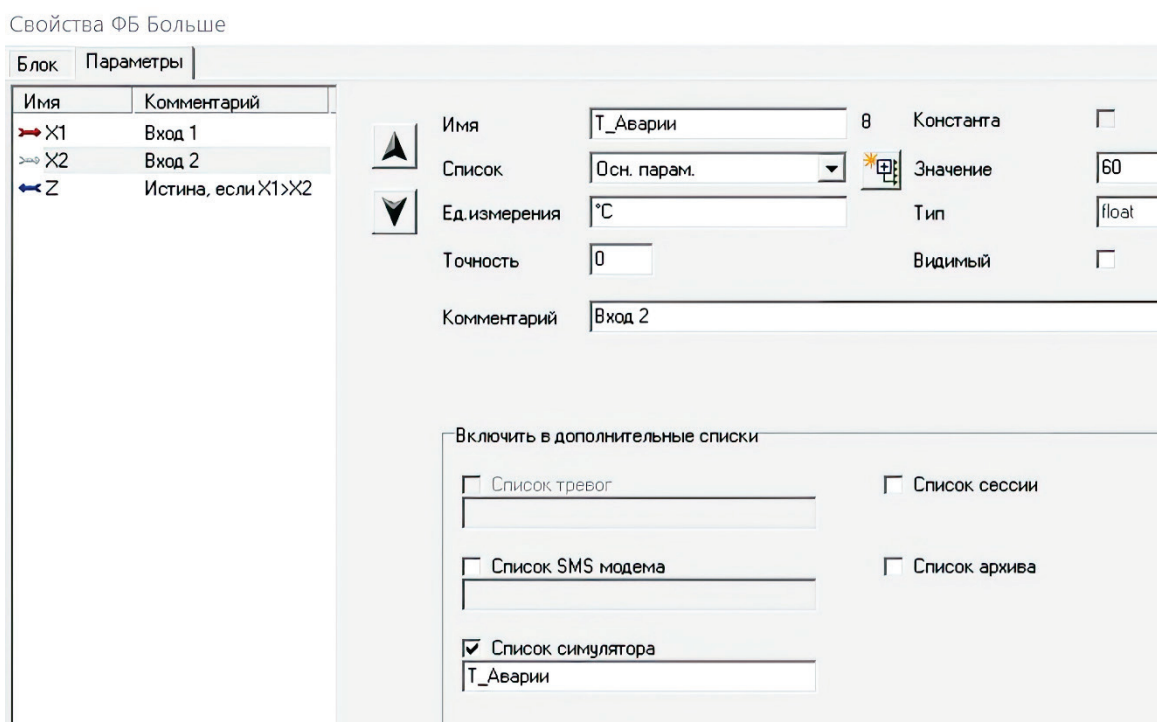 Свойства ФБ Больше
Блок Параметры
Имя Комментарий
X1 Вход 1
X2 Вход 2
Z Истина, если X1>X2
Имя T_Аварии 8 Константа
Список Осн. парам. Значение 60
Ед.измерения °C Тип float
Точность 0 Видимый
Комментарий Вход 2
Включить в дополнительные списки
Список тревог Список сессии
Список SMS модема Список архива
Список симулятора
T_Аварии